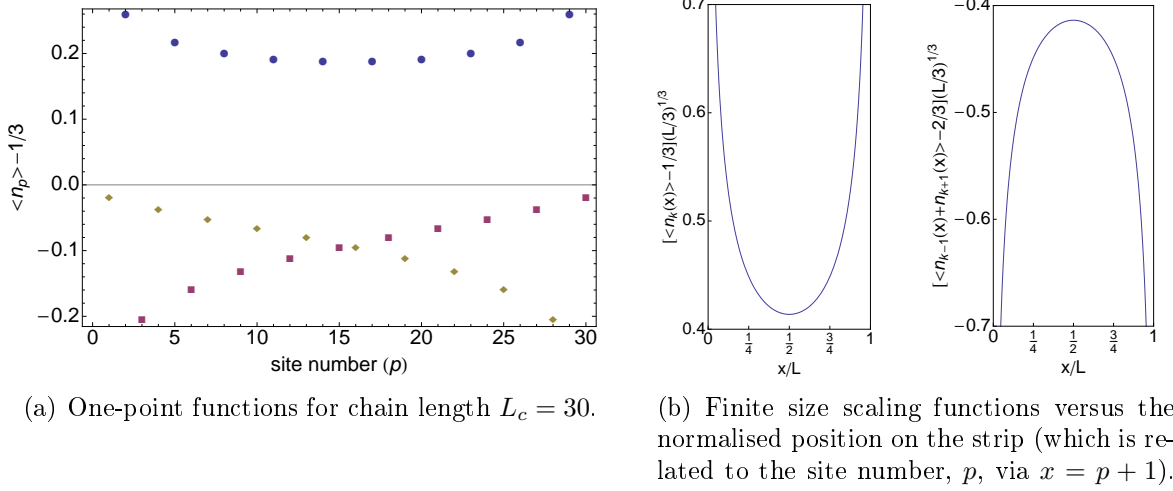 <n_p>−1/3
0.2
0.1
0.0
−0.1
−0.2
0 5 10 15 20 25 30
site number (p)
[<n_k(x)>−1/3](L/3)^{1/3}
0.7
0.6
0.5
0.4
0 1/4 1/2 3/4 1
x/L
[<n_{k−1}(x)+n_{k+1}(x)>−2/3](L/3)^{1/3}
−0.4
−0.5
−0.6
−0.7
0 1/4 1/2 3/4 1
x/L
(a) One-point functions for chain length L_c = 30.
(b) Finite size scaling functions versus the
normalised position on the strip (which is re-
lated to the site number, p, via x = p + 1).